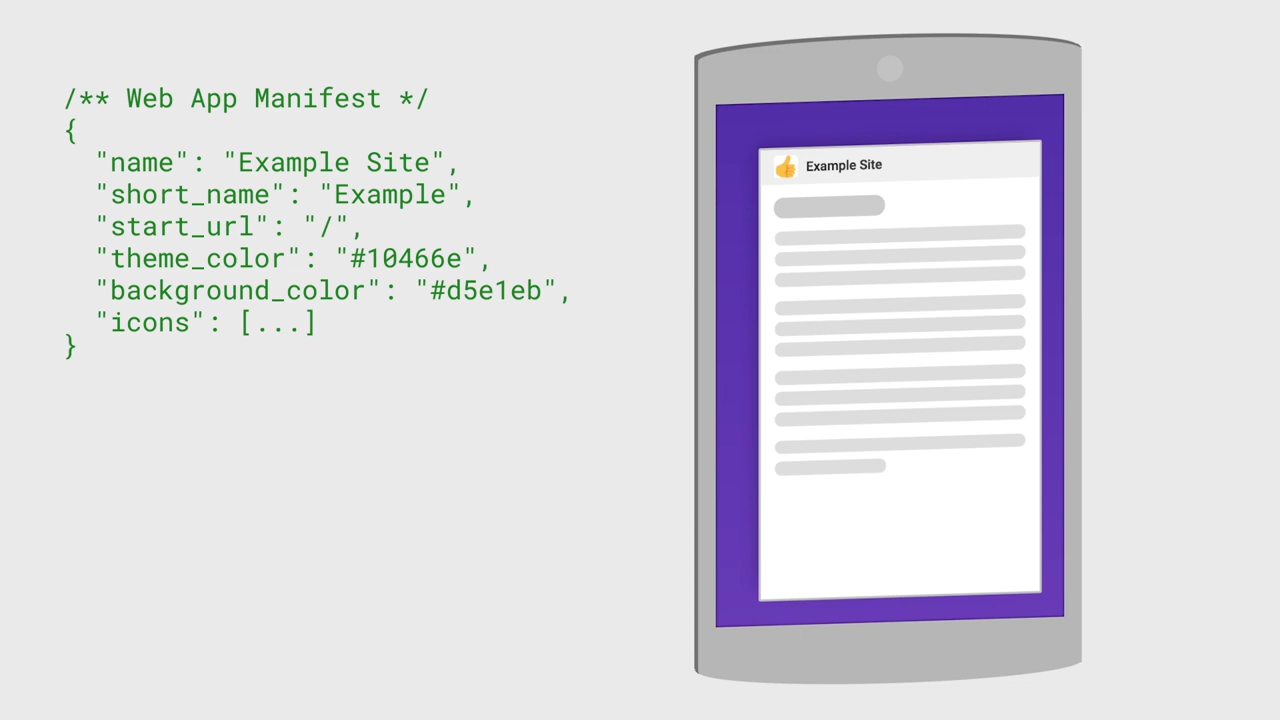 /** Web App Manifest */
{
  "name": "Example Site",
  "short_name": "Example",
  "start_url": "/",
  "theme_color": "#10466e",
  "background_color": "#d5e1eb",
  "icons": [...]
}
Example Site